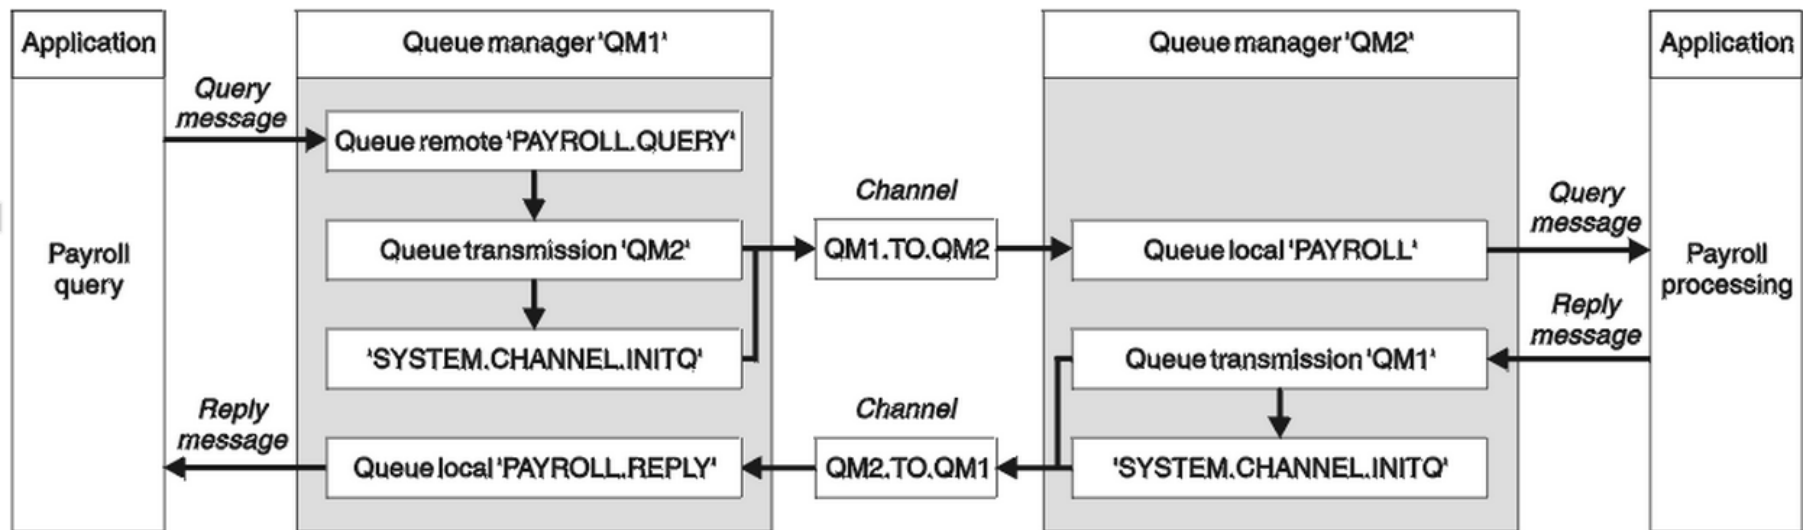 Application
Queue manager 'QM1'
Queue manager 'QM2'
Application
Query
message
Queue remote 'PAYROLL.QUERY'
Payroll
query
Queue transmission 'QM2'
'SYSTEM.CHANNEL.INITQ'
Reply
message
Queue local 'PAYROLL.REPLY'
Channel
QM1.TO.QM2
Channel
QM2.TO.QM1
Queue local 'PAYROLL'
Queue transmission 'QM1'
'SYSTEM.CHANNEL.INITQ'
Query
message
Reply
message
Payroll
processing